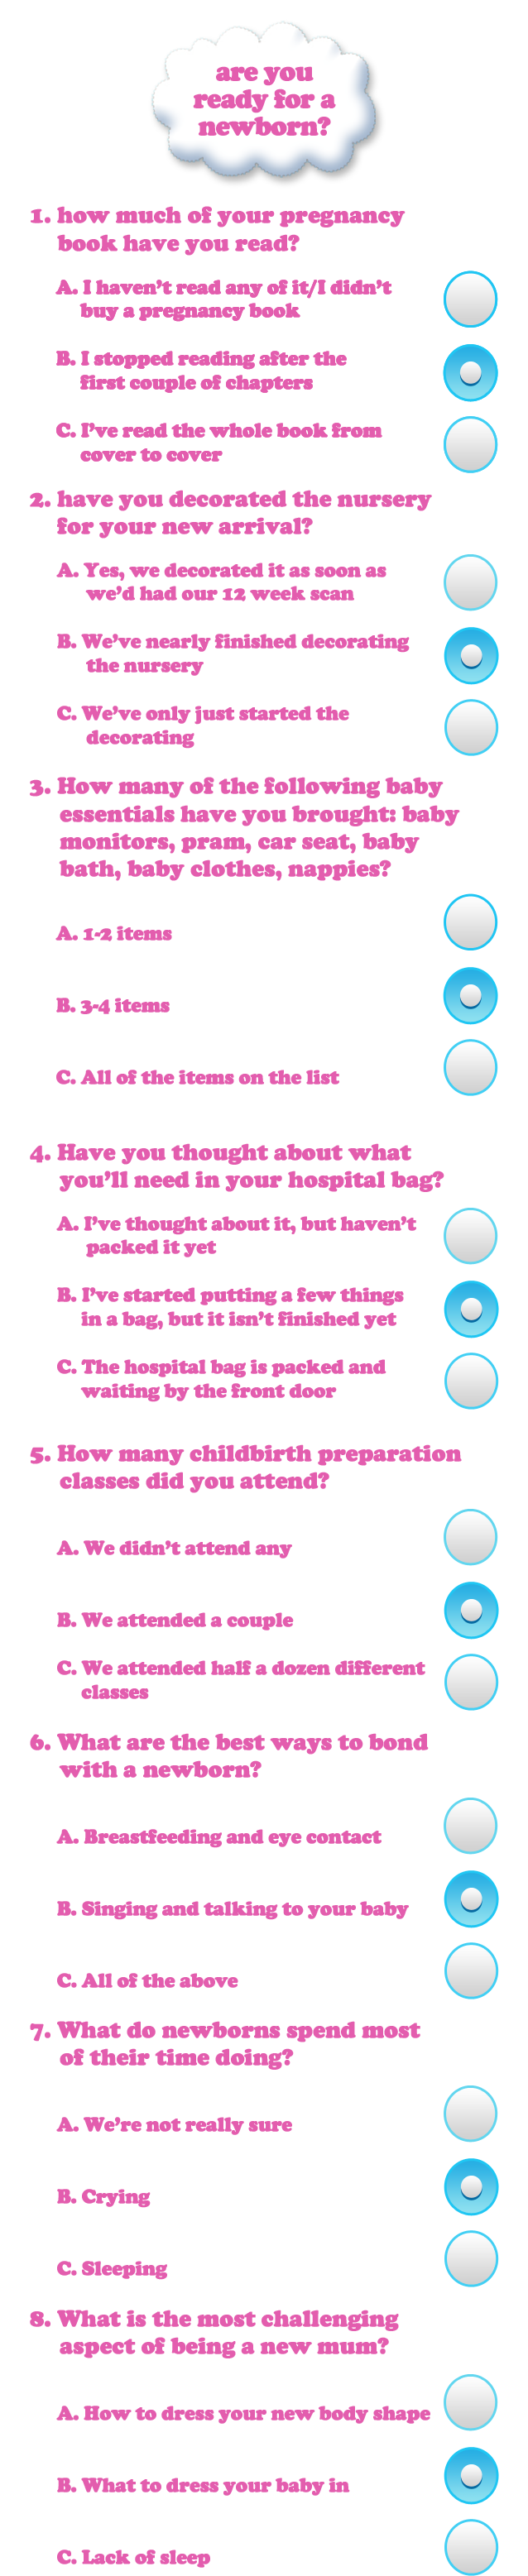 are you
ready for a
newborn?
1. how much of your pregnancy
book have you read?
A. I haven't read any of it/I didn't
buy a pregnancy book
B. I stopped reading after the
first couple of chapters
C. I've read the whole book from
cover to cover
2. have you decorated the nursery
for your new arrival?
A. Yes, we decorated it as soon as
we'd had our 12 week scan
B. We've nearly finished decorating
the nursery
C. We've only just started the
decorating
3. How many of the following baby
essentials have you brought: baby
monitors, pram, car seat, baby
bath, baby clothes, nappies?
A. 1-2 items
B. 3-4 items
C. All of the items on the list
4. Have you thought about what
you'll need in your hospital bag?
A. I've thought about it, but haven't
packed it yet
B. I've started putting a few things
in a bag, but it isn't finished yet
C. The hospital bag is packed and
waiting by the front door
5. How many childbirth preparation
classes did you attend?
A. We didn't attend any
B. We attended a couple
C. We attended half a dozen different
classes
6. What are the best ways to bond
with a newborn?
A. Breastfeeding and eye contact
B. Singing and talking to your baby
C. All of the above
7. What do newborns spend most
of their time doing?
A. We're not really sure
B. Crying
C. Sleeping
8. What is the most challenging
aspect of being a new mum?
A. How to dress your new body shape
B. What to dress your baby in
C. Lack of sleep